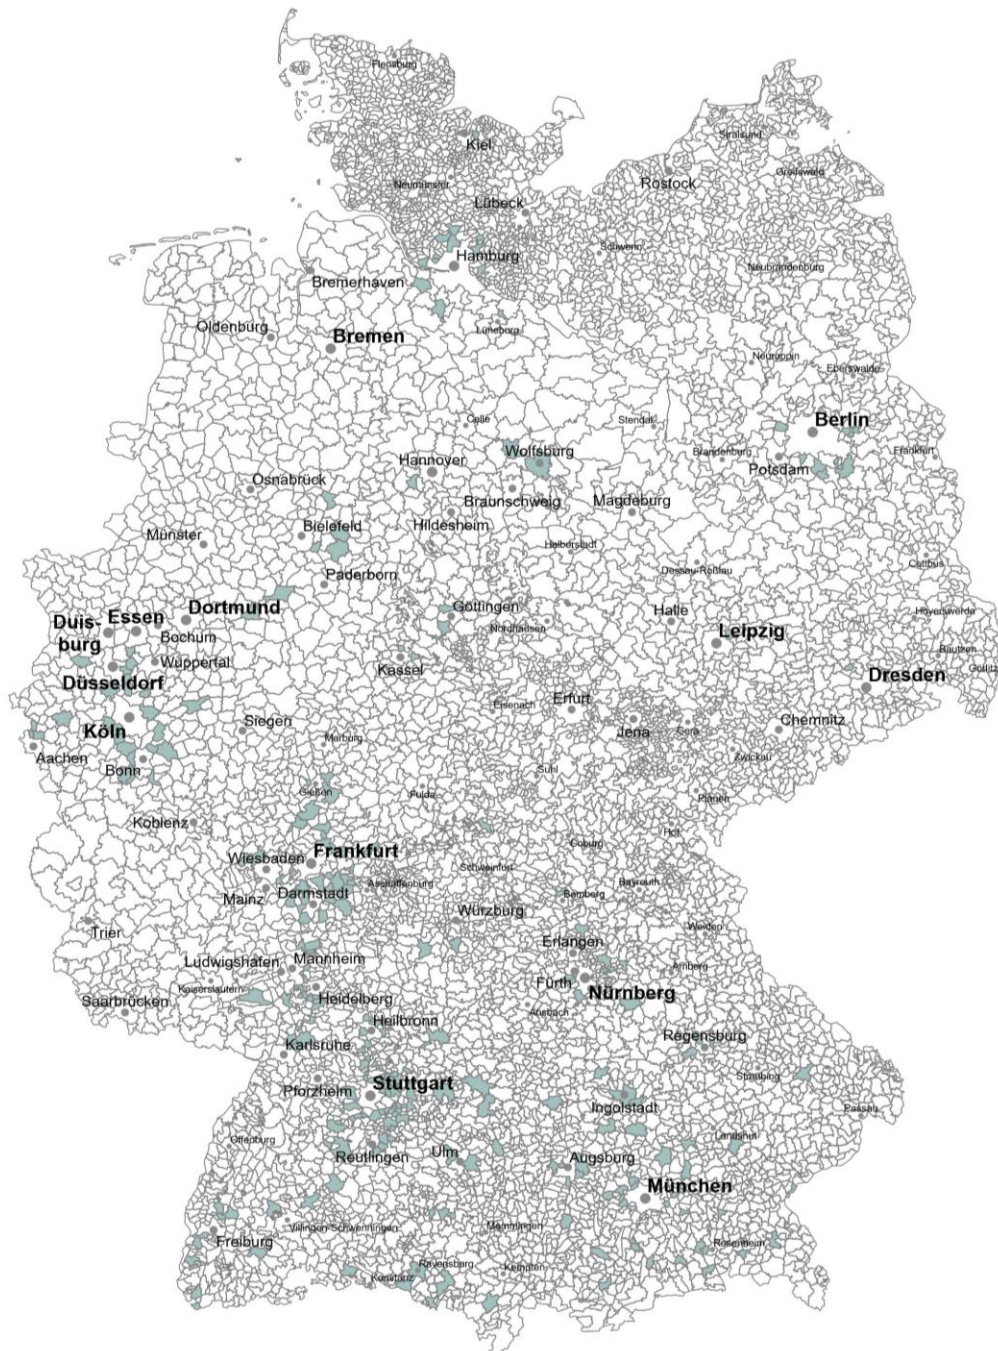 Flensburg
Kiel
Stralsund
Greifswald
Rostock
Neumünster
Lübeck
Schwerin
Hamburg
Neubrandenburg
Bremerhaven
Oldenburg
Bremen
Lüneburg
Neuruppin
Eberswalde
Celle
Stendal
Berlin
Wolfsburg
Hannover
Brandenburg
Potsdam
Frankfurt
Osnabrück
Braunschweig
Magdeburg
Hildesheim
Bielefeld
Münster
Halberstadt
Cottbus
Dessau-Roßlau
Paderborn
Göttingen
Halle
Hoyerswerda
Duis-
burg
Essen
Dortmund
Nordhausen
Leipzig
Bochum
Bautzen
Wuppertal
Kassel
Görlitz
Düsseldorf
Dresden
Eisenach
Erfurt
Köln
Siegen
Jena
Gera
Chemnitz
Marburg
Aachen
Bonn
Zwickau
Suhl
Gießen
Fulda
Plauen
Koblenz
Hof
Coburg
Wiesbaden
Frankfurt
Schweinfurt
Mainz
Darmstadt
Aschaffenburg
Bamberg
Bayreuth
Würzburg
Trier
Weiden
Erlangen
Ludwigshafen
Mannheim
Amberg
Kaiserslautern
Fürth
Nürnberg
Saarbrücken
Heidelberg
Ansbach
Heilbronn
Regensburg
Karlsruhe
Straubing
Pforzheim
Stuttgart
Ingolstadt
Passau
Offenburg
Landshut
Reutlingen
Ulm
Augsburg
München
Villingen-Schwenningen
Memmingen
Freiburg
Rosenheim
Ravensburg
Konstanz
Kempten